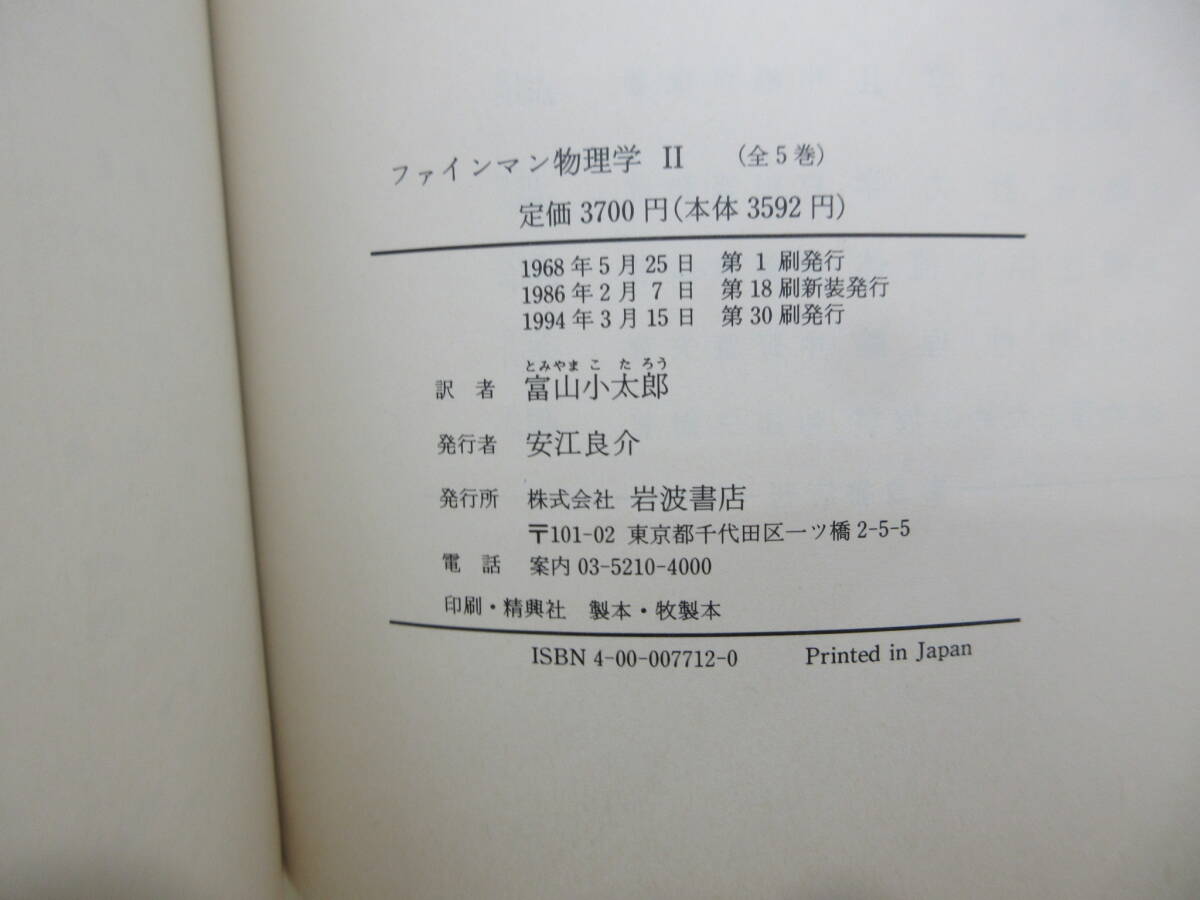 ファインマン物理学 II (全5巻)
定価 3700 円(本体 3592 円)
1968 年 5 月 25 日 第 1 刷発行
1986 年 2 月 7 日 第 18 刷新装発行
1994 年 3 月 15 日 第 30 刷発行
とみやま こ た ろう
訳 者 富山小太郎
発行者 安江良介
発行所 株式会社 岩波書店
〒101-02 東京都千代田区一ツ橋 2-5-5
電 話 案内 03-5210-4000
印刷・精興社 製本・牧製本
ISBN 4-00-007712-0 Printed in Japan